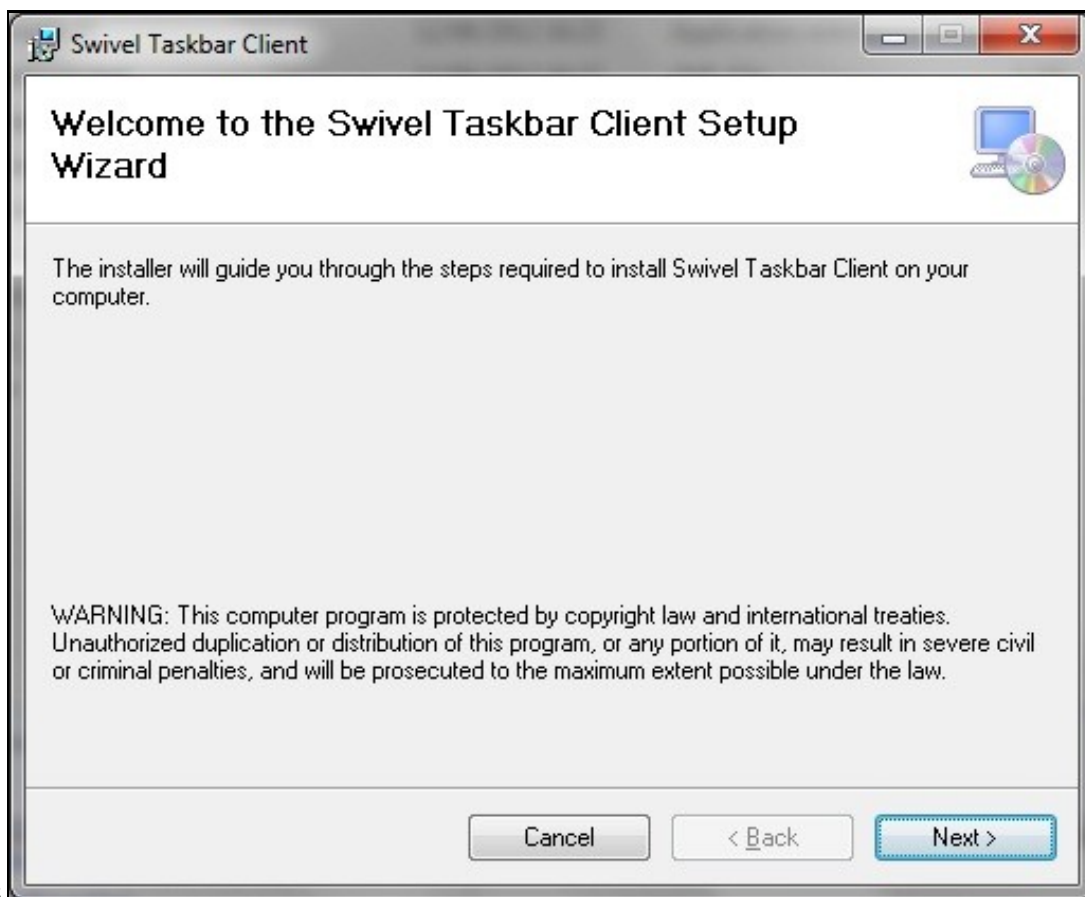 Swivel Taskbar Client
Welcome to the Swivel Taskbar Client Setup
Wizard
The installer will guide you through the steps required to install Swivel Taskbar Client on your
computer.
WARNING: This computer program is protected by copyright law and international treaties.
Unauthorized duplication or distribution of this program, or any portion of it, may result in severe civil
or criminal penalties, and will be prosecuted to the maximum extent possible under the law.
Cancel
< Back
Next >